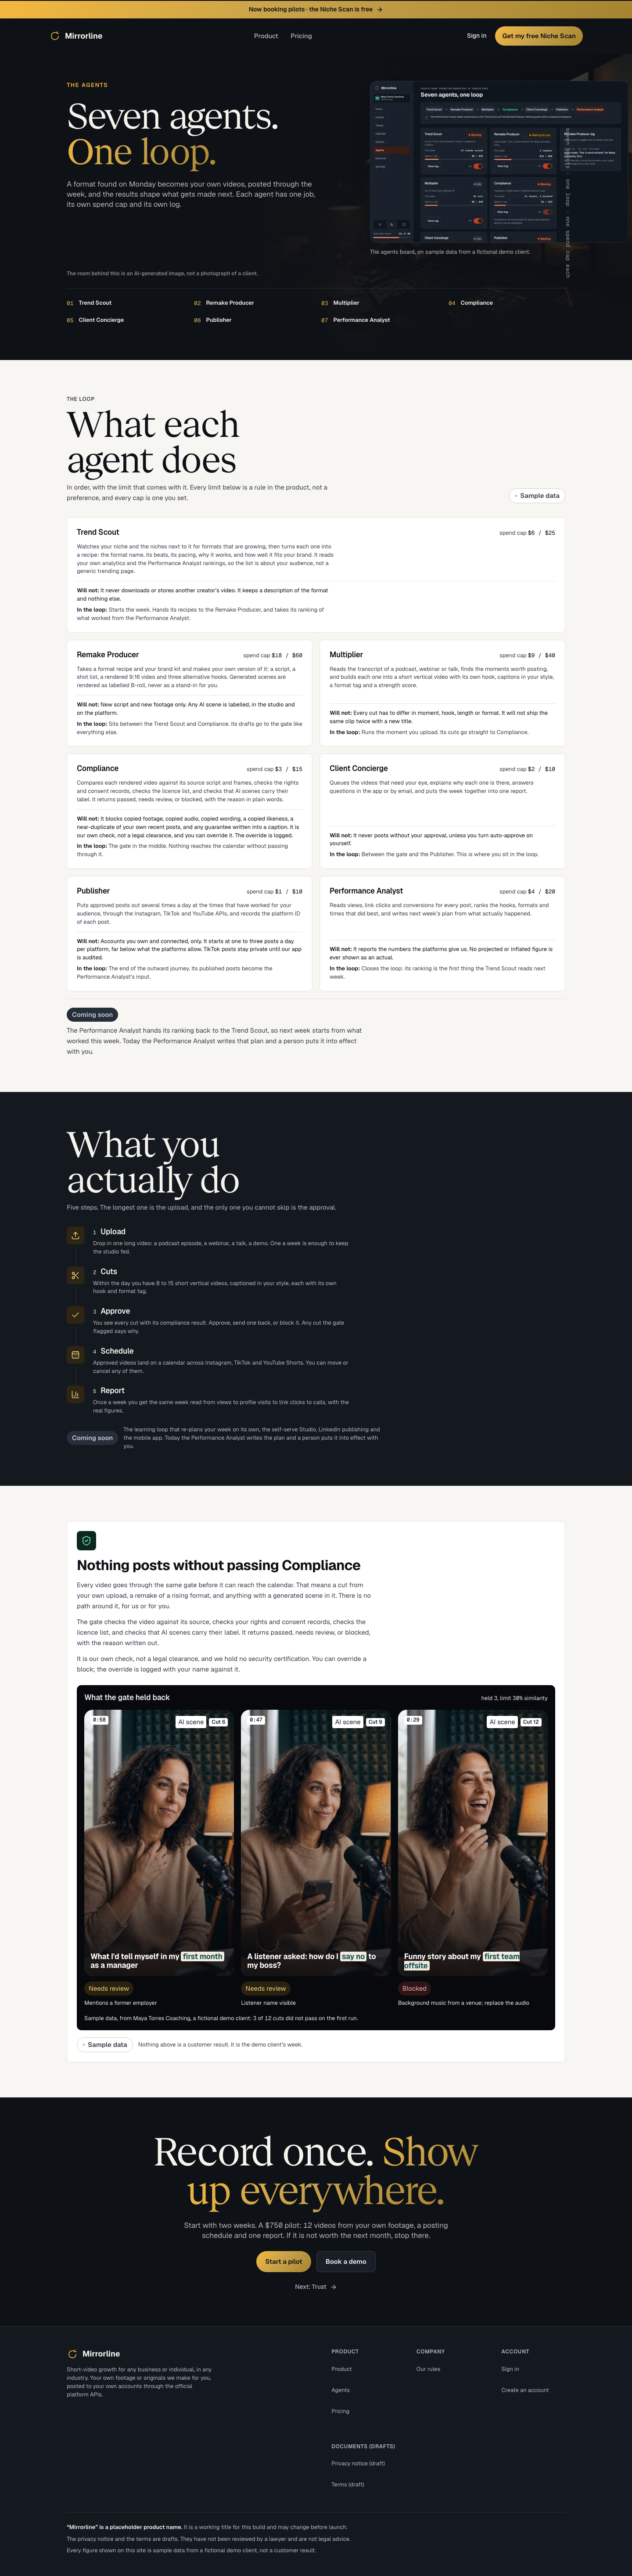 Now booking pilots · the Niche Scan is free →
Mirrorline
Product
Pricing
Sign in
Get my free Niche Scan
THE AGENTS
Seven agents.
One loop.
A format found on Monday becomes your own videos, posted through the
week, and the results shape what gets made next. Each agent has one job,
its own spend cap and its own log.
Mirrorline
Seven agents, one loop
Trend Scout
Remake Producer
Multiplier
Compliance
Client Concierge
Publisher
Performance Analyst
Trend Scout
Remake Producer
Multiplier
Compliance
Client Concierge
Publisher
The agents board, on sample data from a fictional demo client.
The room behind this is an AI-generated image, not a photograph of a client.
01 Trend Scout
02 Remake Producer
03 Multiplier
04 Compliance
05 Client Concierge
06 Publisher
07 Performance Analyst
THE LOOP
What each
agent does
In order, with the limit that comes with it. Every limit below is a rule in the product, not a
preference, and every cap is one you set.
Sample data
Trend Scout
spend cap $6 / $25
Watches your niche and the niches next to it for formats that are growing, then turns each one into
a recipe: the format name, its beats, its pacing, why it works, and how well it fits your brand. It reads
your own analytics and the Performance Analyst rankings, so the list is about your audience, not a
generic trending page.
Will not: It never downloads or stores another creator's video. It keeps a description of the format
and nothing else.
In the loop: Starts the week. Hands its recipes to the Remake Producer, and takes its ranking of
what worked from the Performance Analyst.
Remake Producer
spend cap $18 / $60
Takes a format recipe and your brand kit and makes your own version of it: a script, a
shot list, a rendered 9:16 video and three alternative hooks. Generated scenes are
rendered as labelled B-roll, never as a stand-in for you.
Will not: New script and new footage only. Any AI scene is labelled, in the studio and
on the platform.
In the loop: Sits between the Trend Scout and Compliance. Its drafts go to the gate like
everything else.
Multiplier
spend cap $9 / $40
Reads the transcript of a podcast, webinar or talk, finds the moments worth posting,
and builds each one into a short vertical video with its own hook, captions in your style,
a format tag and a strength score.
Will not: Every cut has to differ in moment, hook, length or format. It will not ship the
same clip twice with a new title.
In the loop: Runs the moment you upload. Its cuts go straight to Compliance.
Compliance
spend cap $3 / $15
Compares each rendered video against its source script and frames, checks the rights
and consent records, checks the licence list, and checks that AI scenes carry their
label. It returns passed, needs review, or blocked, with the reason in plain words.
Will not: It blocks copied footage, copied audio, copied wording, a copied likeness, a
near-duplicate of your own recent posts, and any guarantee written into a caption. It is
our own check, not a legal clearance, and you can override it. The override is logged.
In the loop: The gate in the middle. Nothing reaches the calendar without passing
through it.
Client Concierge
spend cap $2 / $10
Queues the videos that need your eye, explains why each one is there, answers
questions in the app or by email, and puts the week together into one report.
Will not: It never posts without your approval, unless you turn auto-approve on
yourself.
In the loop: Between the gate and the Publisher. This is where you sit in the loop.
Publisher
spend cap $1 / $10
Puts approved posts out several times a day at the times that have worked for your
audience, through the Instagram, TikTok and YouTube APIs, and records the platform ID
of each post.
Will not: Accounts you own and connected, only. It starts at one to three posts a day
per platform, far below what the platforms allow. TikTok posts stay private until our app
is audited.
In the loop: The end of the outward journey. Its published posts become the
Performance Analyst's input.
Performance Analyst
spend cap $4 / $20
Reads views, link clicks and conversions for every post, ranks the hooks, formats and
times that did best, and writes next week's plan from what actually happened.
Will not: It reports the numbers the platforms give us. No projected or inflated figure is
ever shown as an actual.
In the loop: Closes the loop: its ranking is the first thing the Trend Scout reads next
week.
Coming soon
The Performance Analyst hands its ranking back to the Trend Scout, so next week starts from what
worked this week. Today the Performance Analyst writes that plan and a person puts it into effect
with you.
What you
actually do
Five steps. The longest one is the upload, and the only one you cannot skip is the approval.
1 Upload
Drop in one long video: a podcast episode, a webinar, a talk, a demo. One a week is enough to keep
the studio fed.
2 Cuts
Within the day you have 8 to 15 short vertical videos, captioned in your style, each with its own
hook and format tag.
3 Approve
You see every cut with its compliance result. Approve, send one back, or block it. Any cut the gate
flagged says why.
4 Schedule
Approved videos land on a calendar across Instagram, TikTok and YouTube Shorts. You can move or
cancel any of them.
5 Report
Once a week you get the same week read from views to profile visits to link clicks to calls, with the
real figures.
Coming soon
The learning loop that re-plans your week on its own, the self-serve Studio, LinkedIn publishing and
the mobile app. Today the Performance Analyst writes the plan and a person puts it into effect with
you.
Nothing posts without passing Compliance
Every video goes through the same gate before it can reach the calendar. That means a cut from
your own upload, a remake of a rising format, and anything with a generated scene in it. There is no
path around it, for us or for you.
The gate checks the video against its source, checks your rights and consent records, checks the
licence list, and checks that AI scenes carry their label. It returns passed, needs review, or blocked,
with the reason written out.
It is our own check, not a legal clearance, and we hold no security certification. You can override a
block; the override is logged with your name against it.
What the gate held back
held 3, limit 30% similarity
0:58
AI scene
Cut 6
What I'd tell myself in my first month
as a manager
Needs review
Mentions a former employer
0:47
AI scene
Cut 9
A listener asked: how do I say no to
my boss?
Needs review
Listener name visible
0:29
AI scene
Cut 12
Funny story about my first team
offsite
Blocked
Background music from a venue; replace the audio
Sample data, from Maya Torres Coaching, a fictional demo client: 3 of 12 cuts did not pass on the first run.
Sample data
Nothing above is a customer result. It is the demo client's week.
Record once. Show
up everywhere.
Start with two weeks. A $750 pilot: 12 videos from your own footage, a posting
schedule and one report. If it is not worth the next month, stop there.
Start a pilot
Book a demo
Next: Trust →
Mirrorline
Short-video growth for any business or individual, in any
industry. Your own footage or originals we make for you,
posted to your own accounts through the official
platform APIs.
PRODUCT
Product
Agents
Pricing
COMPANY
Our rules
ACCOUNT
Sign in
Create an account
DOCUMENTS (DRAFTS)
Privacy notice (draft)
Terms (draft)
"Mirrorline" is a placeholder product name. It is a working title for this build and may change before launch.
The privacy notice and the terms are drafts. They have not been reviewed by a lawyer and are not legal advice.
Every figure shown on this site is sample data from a fictional demo client, not a customer result.